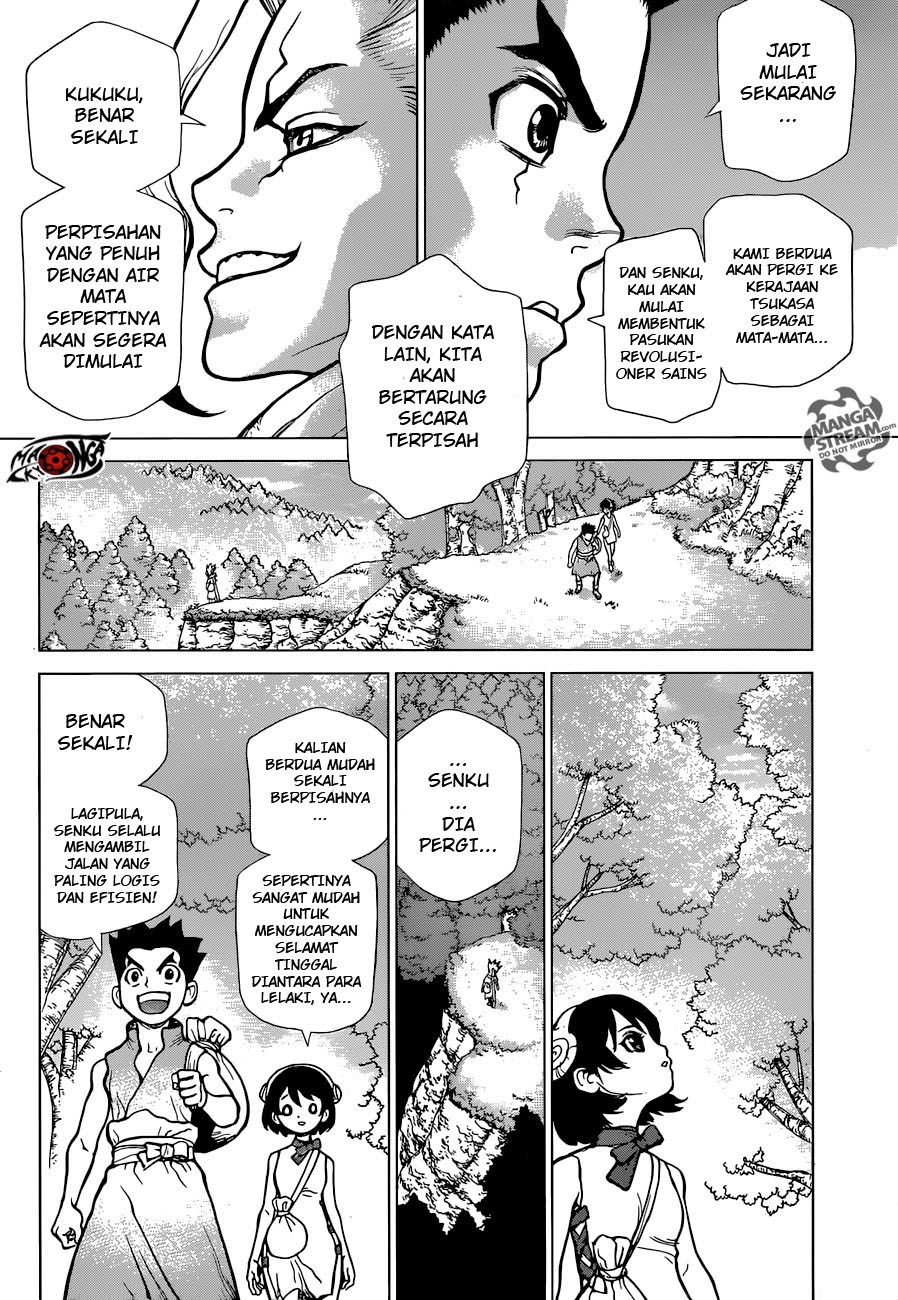 JADI
MULAI
SEKARANG
...
KAMI BERDUA
AKAN PERGI KE
KERAJAAN
TSUKASA
SEBAGAI
MATA-MATA...
DAN SENKU,
KAU AKAN
MULAI
MEMBENTUK
PASUKAN
REVOLUSI-
ONER SAINS
DENGAN KATA
LAIN, KITA
AKAN
BERTARUNG
SECARA
TERPISAH
KUKUKU,
BENAR
SEKALI
PERPISAHAN
YANG PENUH
DENGAN AIR
MATA
SEPERTINYA
AKAN SEGERA
DIMULAI
MANGA
STREAM.com
DO NOT MIRROR
...
SENKU
...
DIA
PERGI...
KALIAN
BERDUA MUDAH
SEKALI
BERPISAHNYA
...
SEPERTINYA
SANGAT MUDAH
UNTUK
MENGUCAPKAN
SELAMAT
TINGGAL
DIANTARA PARA
LELAKI, YA...
BENAR
SEKALI!
LAGIPULA,
SENKU SELALU
MENGAMBIL
JALAN YANG
PALING LOGIS
DAN EFISIEN!